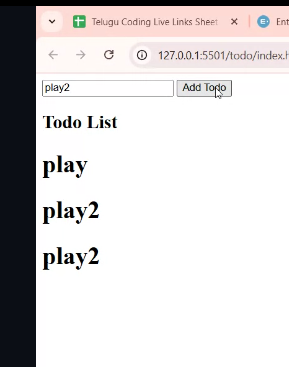 Telugu Coding Live Links Sheet
Ent
127.0.0.1:5501/todo/index.h
play2
Add Todo
Todo List
play
play2
play2